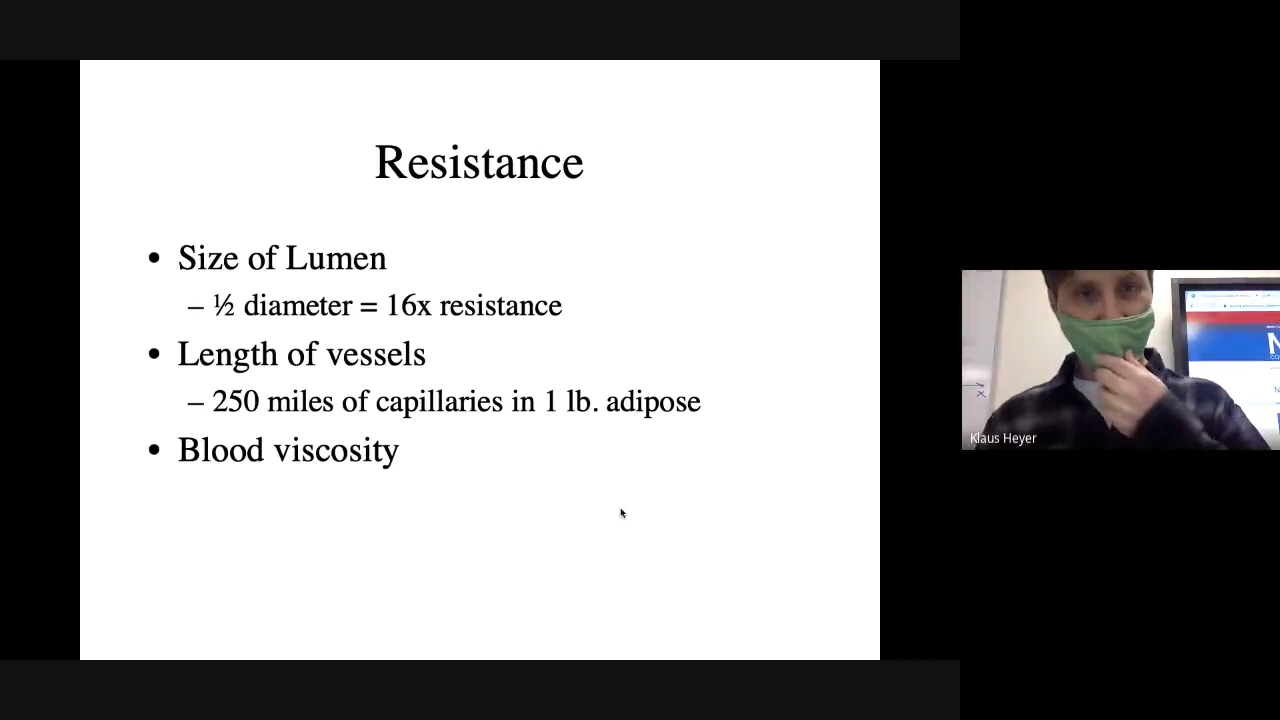 Resistance
• Size of Lumen
– ½ diameter = 16x resistance
• Length of vessels
– 250 miles of capillaries in 1 lb. adipose
• Blood viscosity
Klaus Heyer